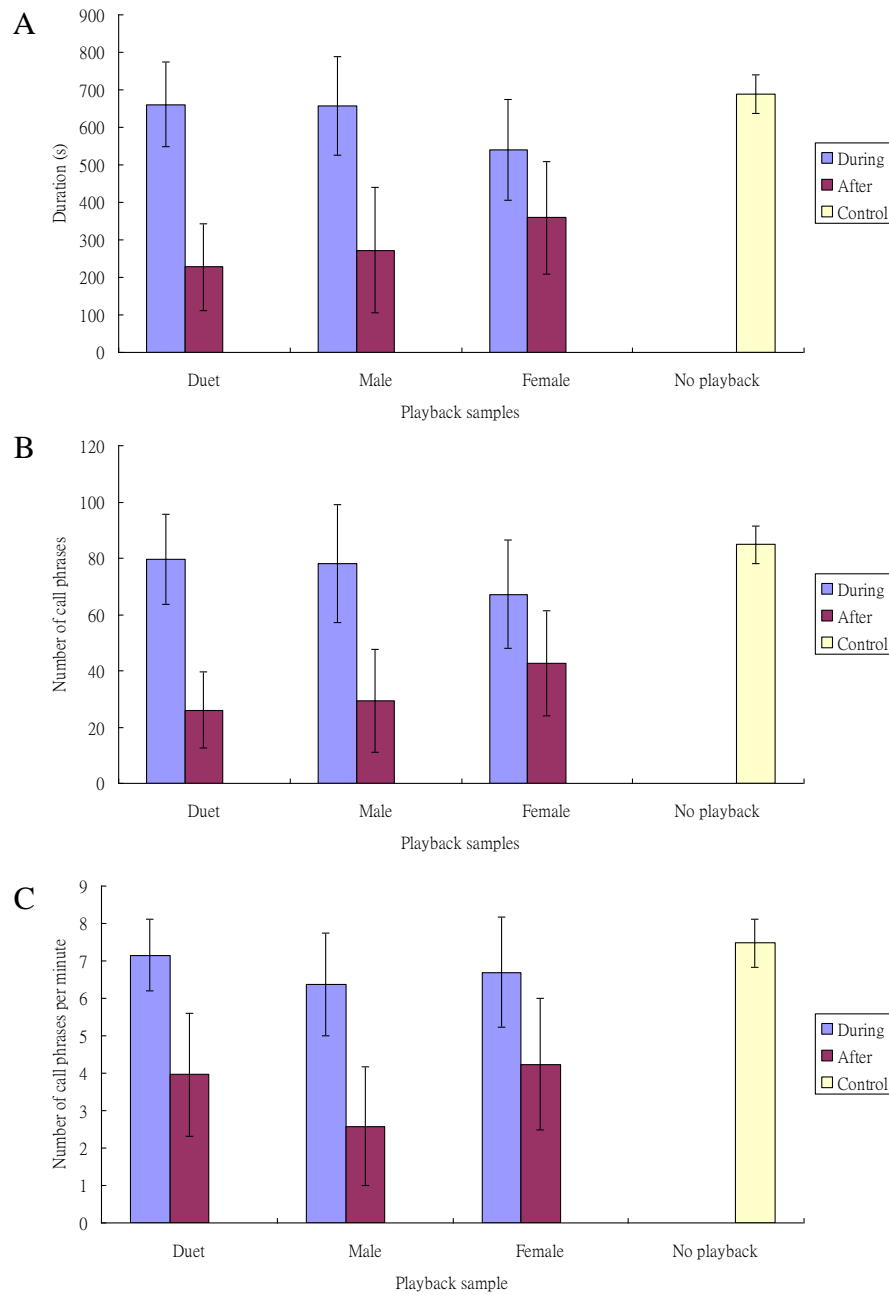 A
900
800
700
600
500
400
300
200
100
0
Duration (s)
Duet Male Female No playback
Playback samples
During
After
Control
B
120
100
80
60
40
20
0
Number of call phrases
Duet Male Female No playback
Playback samples
During
After
Control
C
9
8
7
6
5
4
3
2
1
0
Number of call phrases per minute
Duet Male Female No playback
Playback sample
During
After
Control